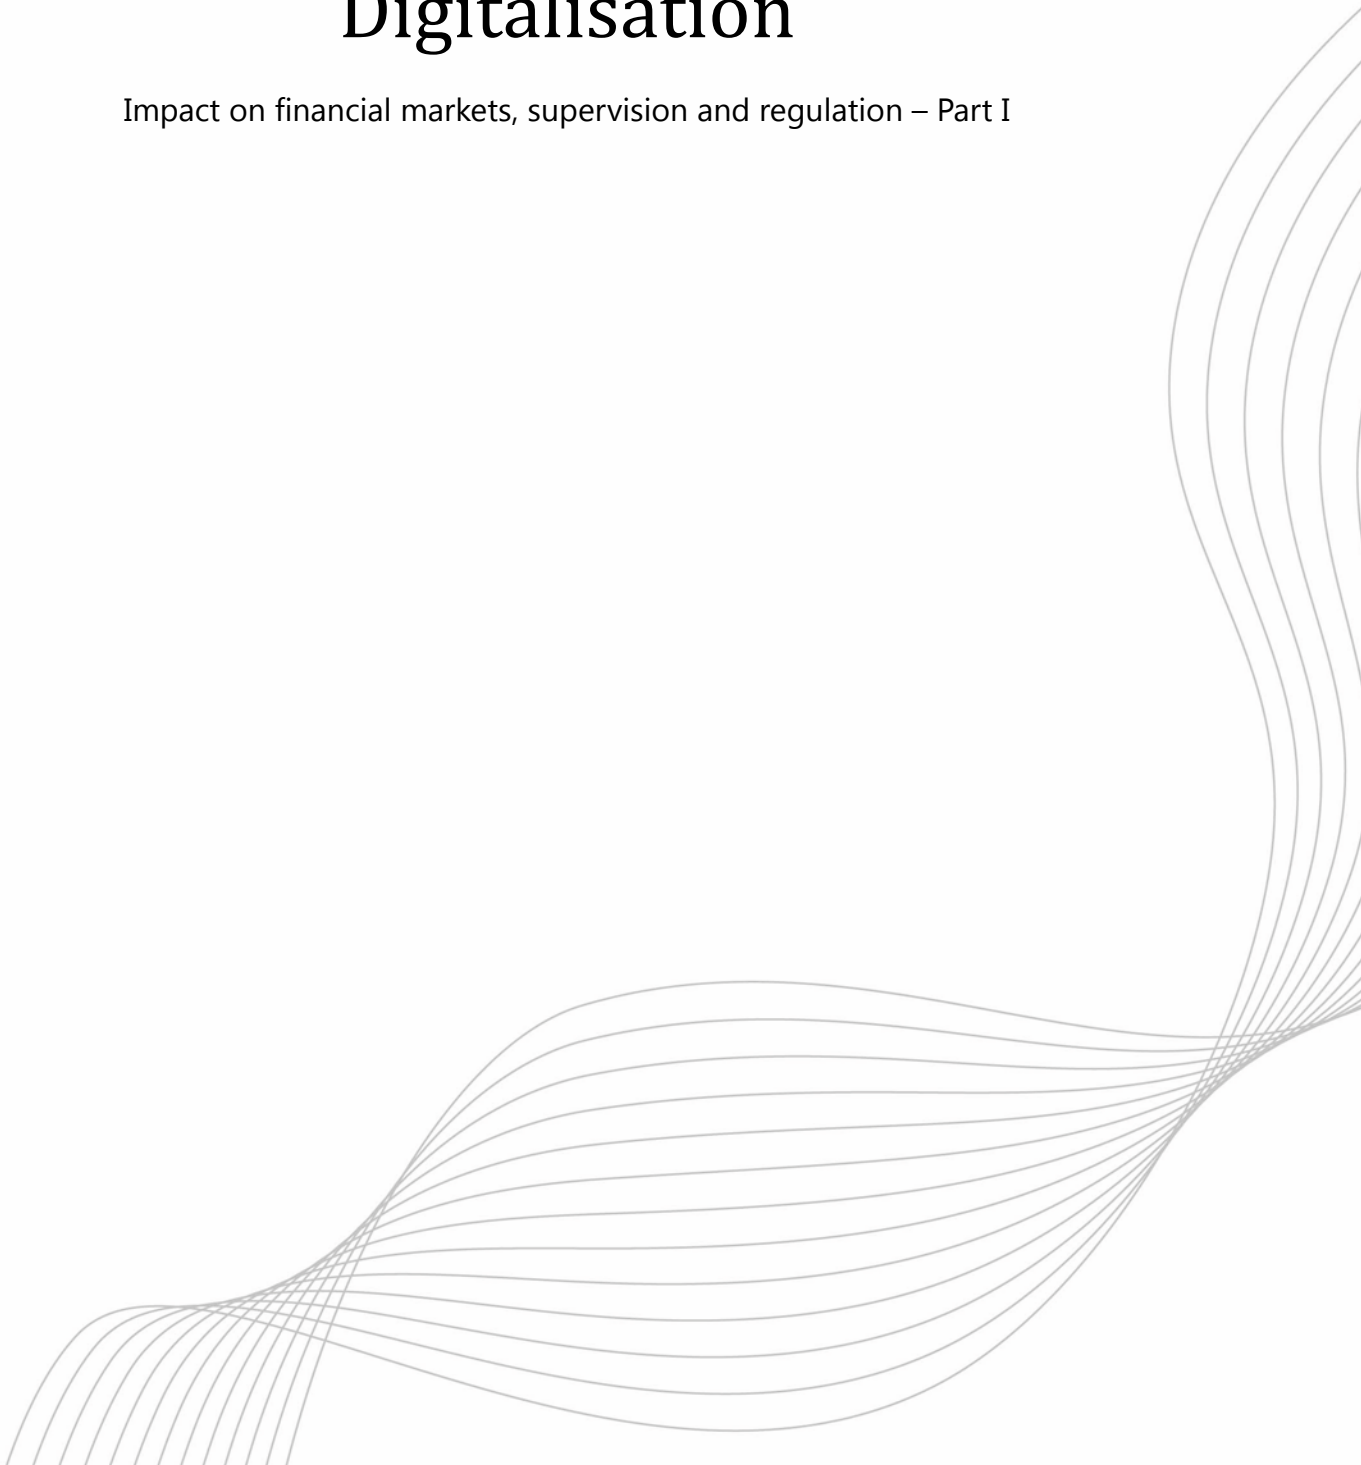 Digitalisation
Impact on financial markets, supervision and regulation – Part I